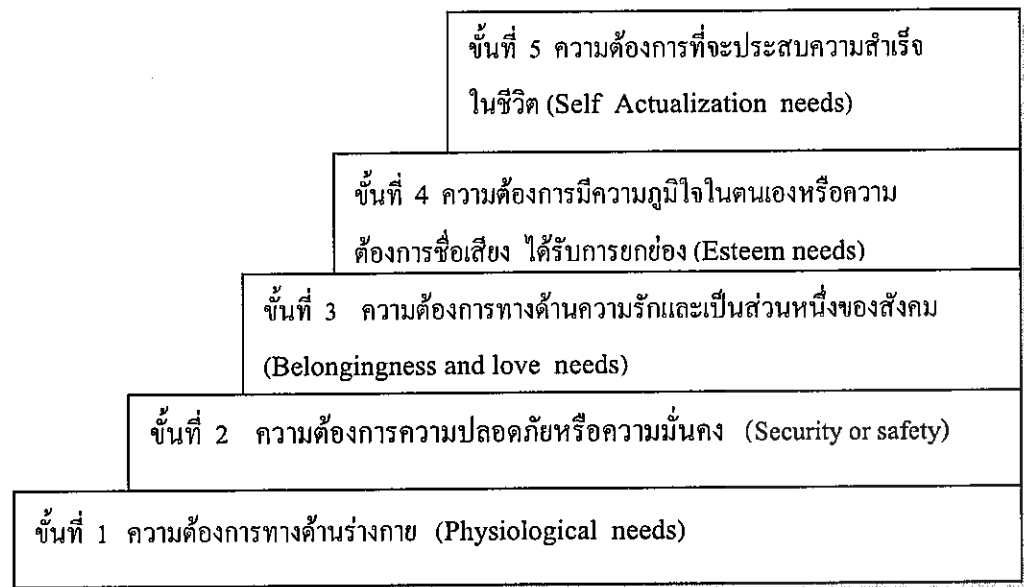 ขั้นที่ 5 ความต้องการที่จะประสบความสำเร็จ
ในชีวิต (Self Actualization needs)
ขั้นที่ 4 ความต้องการมีความภูมิใจในตนเองหรือความ
ต้องการชื่อเสียง ได้รับการยกย่อง (Esteem needs)
ขั้นที่ 3 ความต้องการทางด้านความรักและเป็นส่วนหนึ่งของสังคม
(Belongingness and love needs)
ขั้นที่ 2 ความต้องการความปลอดภัยหรือความมั่นคง (Security or safety)
ขั้นที่ 1 ความต้องการทางด้านร่างกาย (Physiological needs)